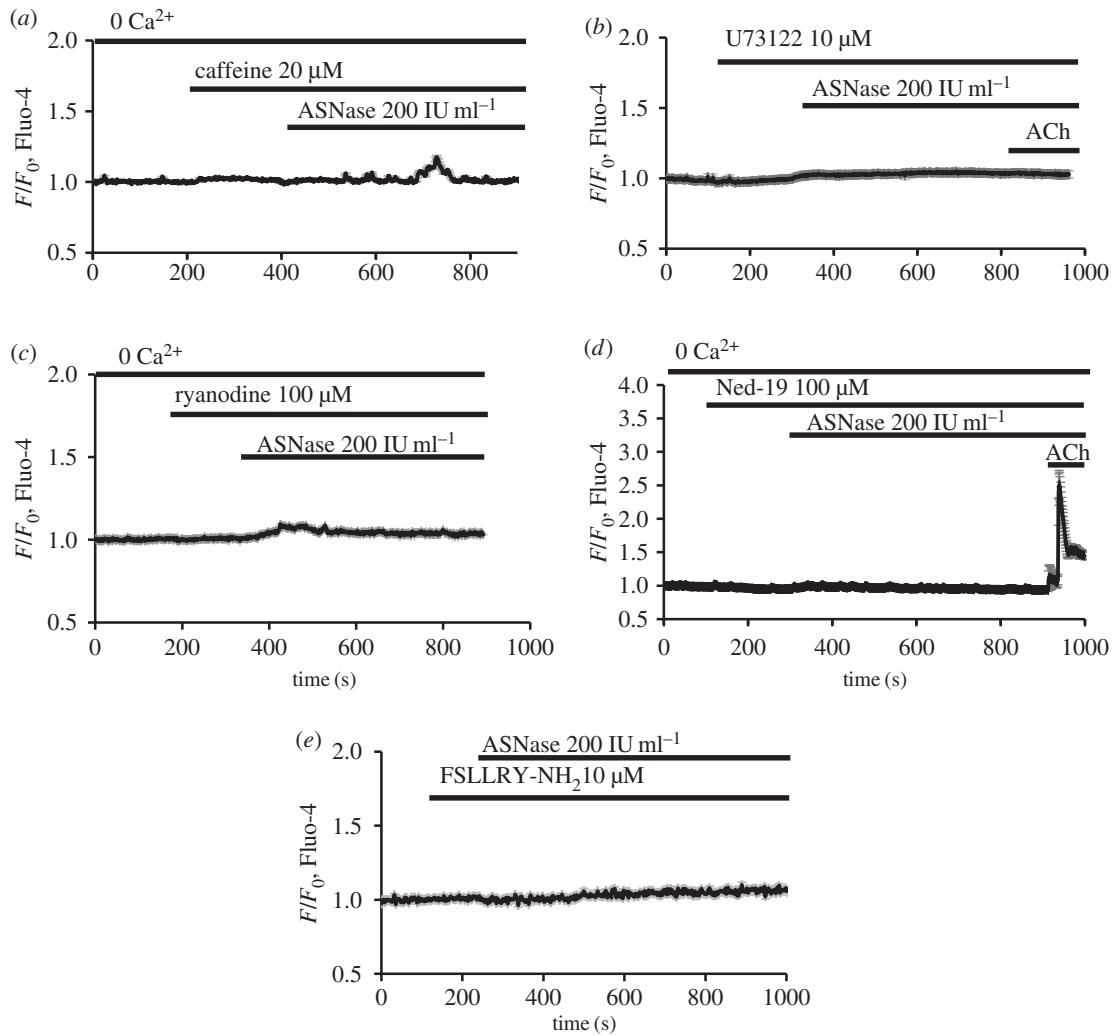 (a)
0 Ca²⁺
2.0
caffeine 20 µM
1.5
ASNase 200 IU ml⁻¹
1.0
0.5
F/F₀, Fluo-4
0 200 400 600 800
(b)
2.0
U73122 10 µM
ASNase 200 IU ml⁻¹
1.5
ACh
1.0
0.5
F/F₀, Fluo-4
0 200 400 600 800 1000
(c)
0 Ca²⁺
2.0
ryanodine 100 µM
1.5
ASNase 200 IU ml⁻¹
1.0
0.5
F/F₀, Fluo-4
0 200 400 600 800 1000
time (s)
(d)
0 Ca²⁺
4.0
Ned-19 100 µM
3.5
ASNase 200 IU ml⁻¹
3.0
ACh
2.5
2.0
1.5
1.0
0.5
F/F₀, Fluo-4
0 200 400 600 800 1000
time (s)
(e)
ASNase 200 IU ml⁻¹
2.0
FSLLRY-NH₂10 µM
1.5
1.0
0.5
F/F₀, Fluo-4
0 200 400 600 800 1000
time (s)